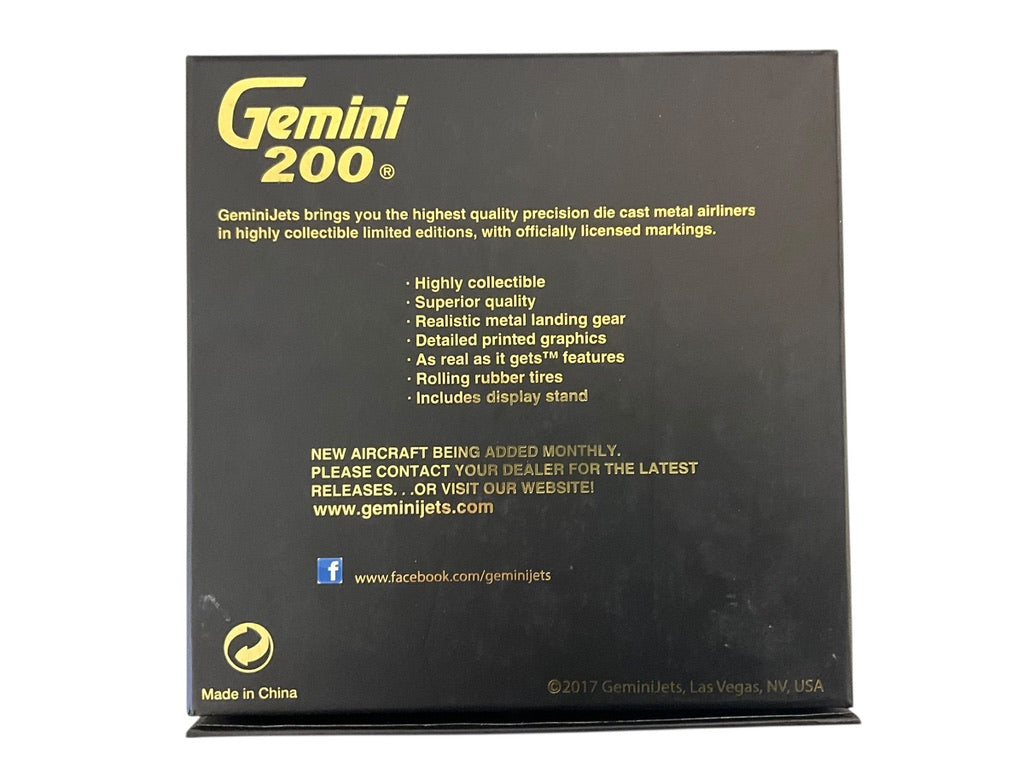 Gemini
200®
GeminiJets brings you the highest quality precision die cast metal airliners
in highly collectible limited editions, with officially licensed markings.
· Highly collectible
· Superior quality
· Realistic metal landing gear
· Detailed printed graphics
· As real as it gets™ features
· Rolling rubber tires
· Includes display stand
NEW AIRCRAFT BEING ADDED MONTHLY.
PLEASE CONTACT YOUR DEALER FOR THE LATEST
RELEASES. . .OR VISIT OUR WEBSITE!
www.geminijets.com
f www.facebook.com/geminijets
Made in China
©2017 GeminiJets, Las Vegas, NV, USA